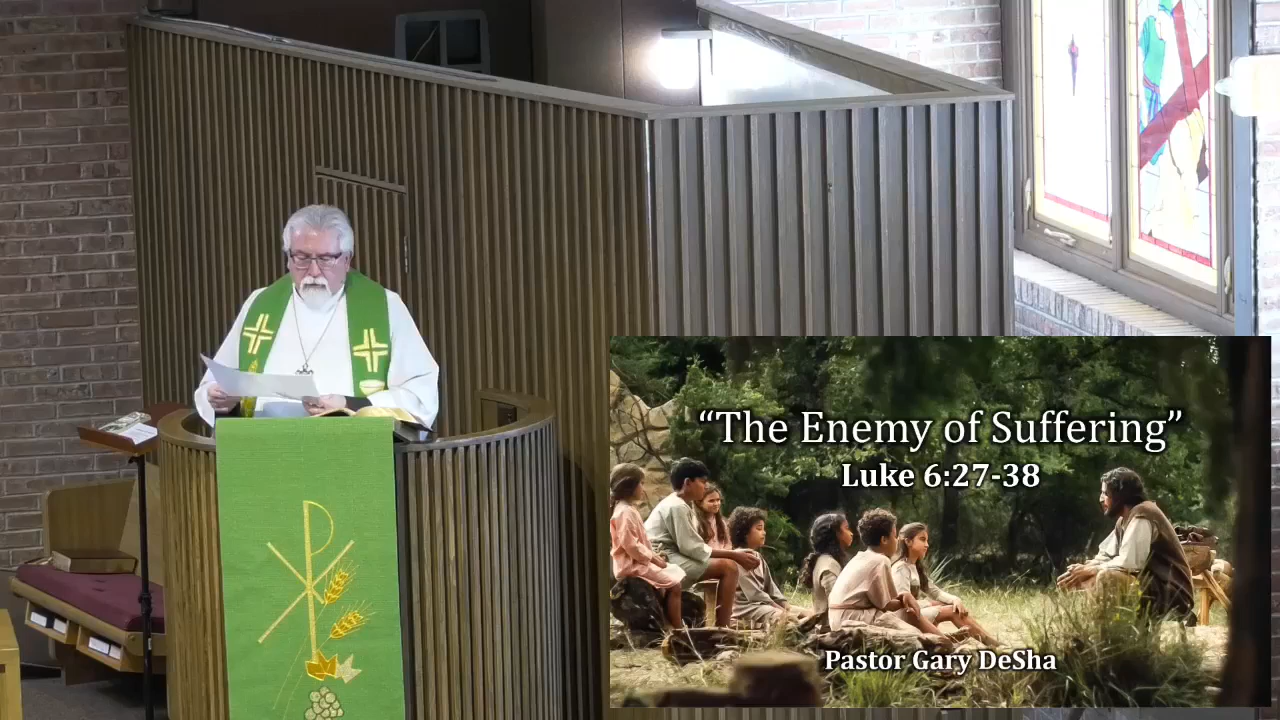 “The Enemy of Suffering”
Luke 6:27-38
Pastor Gary DeSha